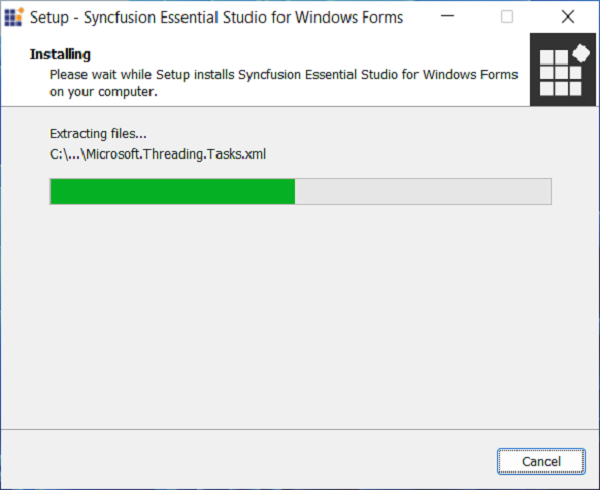 Setup - Syncfusion Essential Studio for Windows Forms
Installing
Please wait while Setup installs Syncfusion Essential Studio for Windows Forms
on your computer.
Extracting files...
C:\...\Microsoft.Threading.Tasks.xml
Cancel